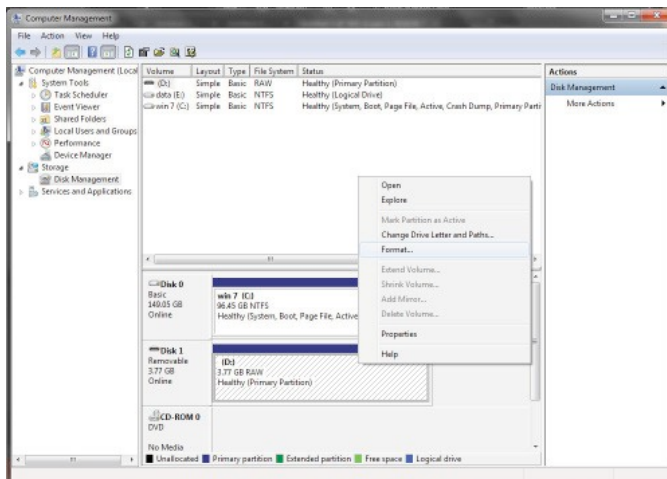 Computer Management
File Action View Help
Computer Management (Local
System Tools
Task Scheduler
Event Viewer
Shared Folders
Local Users and Groups
Performance
Device Manager
Storage
Disk Management
Services and Applications
Volume Layout Type File System Status
(D:) Simple Basic RAW Healthy (Primary Partition)
data (E:) Simple Basic NTFS Healthy (Logical Drive)
win 7 (C:) Simple Basic NTFS Healthy (System, Boot, Page File, Active, Crash Dump, Primary Parti
Actions
Disk Management
More Actions
Open
Explore
Mark Partition as Active
Change Drive Letter and Paths...
Format...
Extend Volume...
Shrink Volume...
Add Mirror...
Delete Volume...
Properties
Help
Disk 0
Basic
149.05 GB
Online
win 7 (C:)
96.45 GB NTFS
Healthy (System, Boot, Page File, Active
Disk 1
Removable
3.77 GB
Online
(D:)
3.77 GB RAW
Healthy (Primary Partition)
CD-ROM 0
DVD
No Media
Unallocated Primary partition Extended partition Free space Logical drive